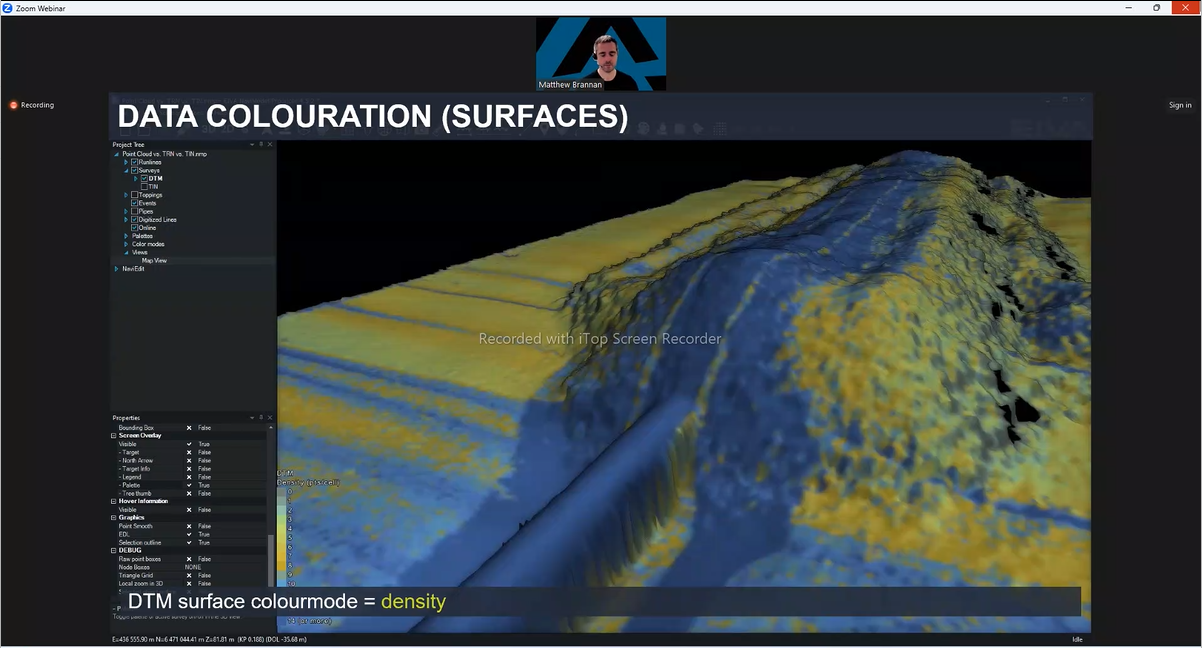 Zoom Webinar
Matthew Brannan
Recording
Sign in
DATA COLOURATION (SURFACES)
Project Tree
Point Cloud vs. TRN vs. TIN.nmp
Runlines
Surveys
DTM
TIN
Toppings
Events
Pipes
Digitized Lines
Online
Palettes
Color modes
Views
Map View
NaviEdit
Recorded with iTop Screen Recorder
Properties
Bounding Box False
Screen Overlay
Visible True
- Target False
- North Arrow False
- Target Info False
- Legend False
- Palette True
- Tree thumb False
Hover Information
Visible False
Graphics
Point Smooth False
EDL True
Selection outline True
DEBUG
Raw point boxes False
Node Boxes NONE
Triangle Grid False
Local zoom in 3D False
DTM
Density (pts/cell)
0
1
2
3
4
5
6
7
8
9
10
DTM surface colourmode = density
14 (or more)
E=436 555.90 m N=6 471 044.41 m Z=81.81 m (KP 0.188) (DOL -35.68 m)
Idle